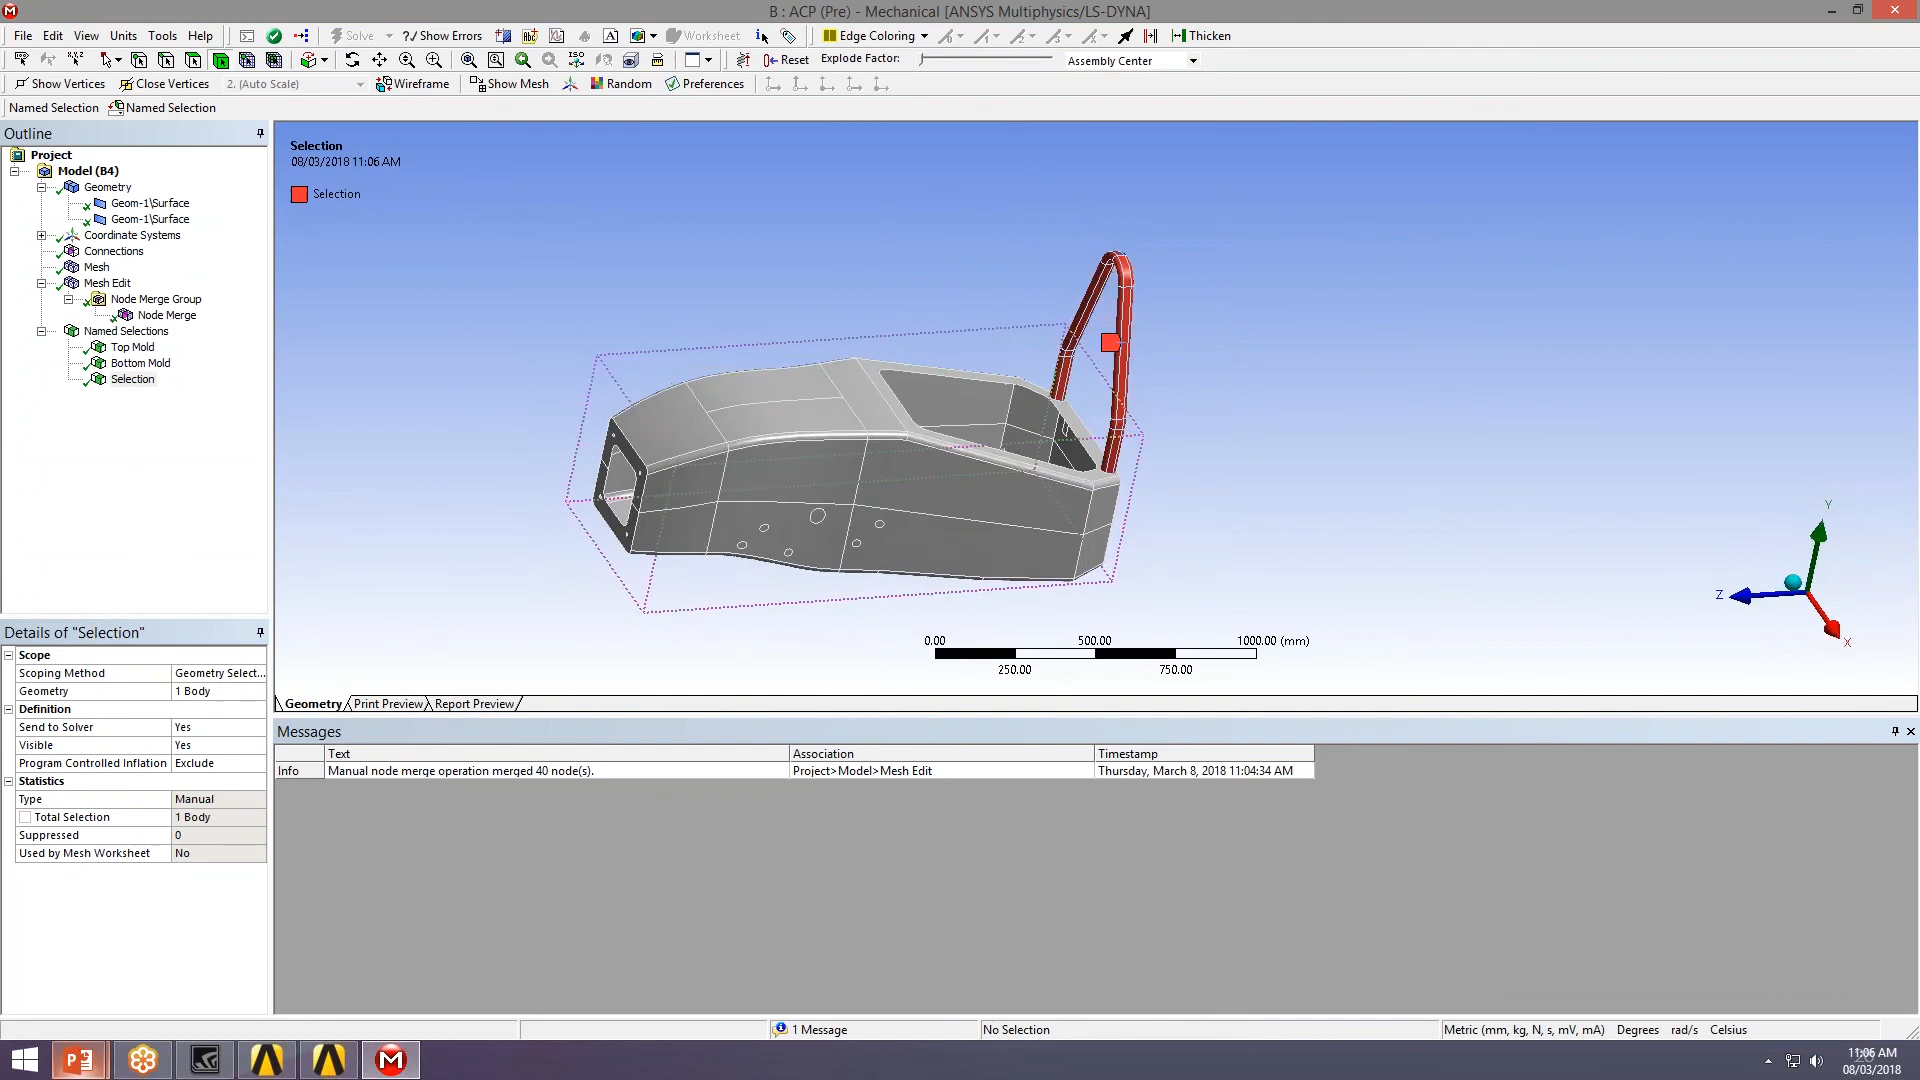 B : ACP (Pre) - Mechanical [ANSYS Multiphysics/LS-DYNA]
File Edit View Units Tools Help Solve ?/ Show Errors Worksheet Edge Coloring Thicken
Reset Explode Factor: Assembly Center
Show Vertices Close Vertices 2. (Auto Scale) Wireframe Show Mesh Random Preferences
Named Selection Named Selection
Outline
Project
Model (B4)
Geometry
Geom-1\Surface
Geom-1\Surface
Coordinate Systems
Connections
Mesh
Mesh Edit
Node Merge Group
Node Merge
Named Selections
Top Mold
Bottom Mold
Selection
Details of "Selection"
Scope
Scoping Method Geometry Select...
Geometry 1 Body
Definition
Send to Solver Yes
Visible Yes
Program Controlled Inflation Exclude
Statistics
Type Manual
Total Selection 1 Body
Suppressed 0
Used by Mesh Worksheet No
Selection
08/03/2018 11:06 AM
Selection
Y
Z
X
0.00 500.00 1000.00 (mm)
250.00 750.00
Geometry Print Preview Report Preview
Messages
Text Association Timestamp
Info Manual node merge operation merged 40 node(s). Project>Model>Mesh Edit Thursday, March 8, 2018 11:04:34 AM
1 Message No Selection Metric (mm, kg, N, s, mV, mA) Degrees rad/s Celsius
11:06 AM
08/03/2018